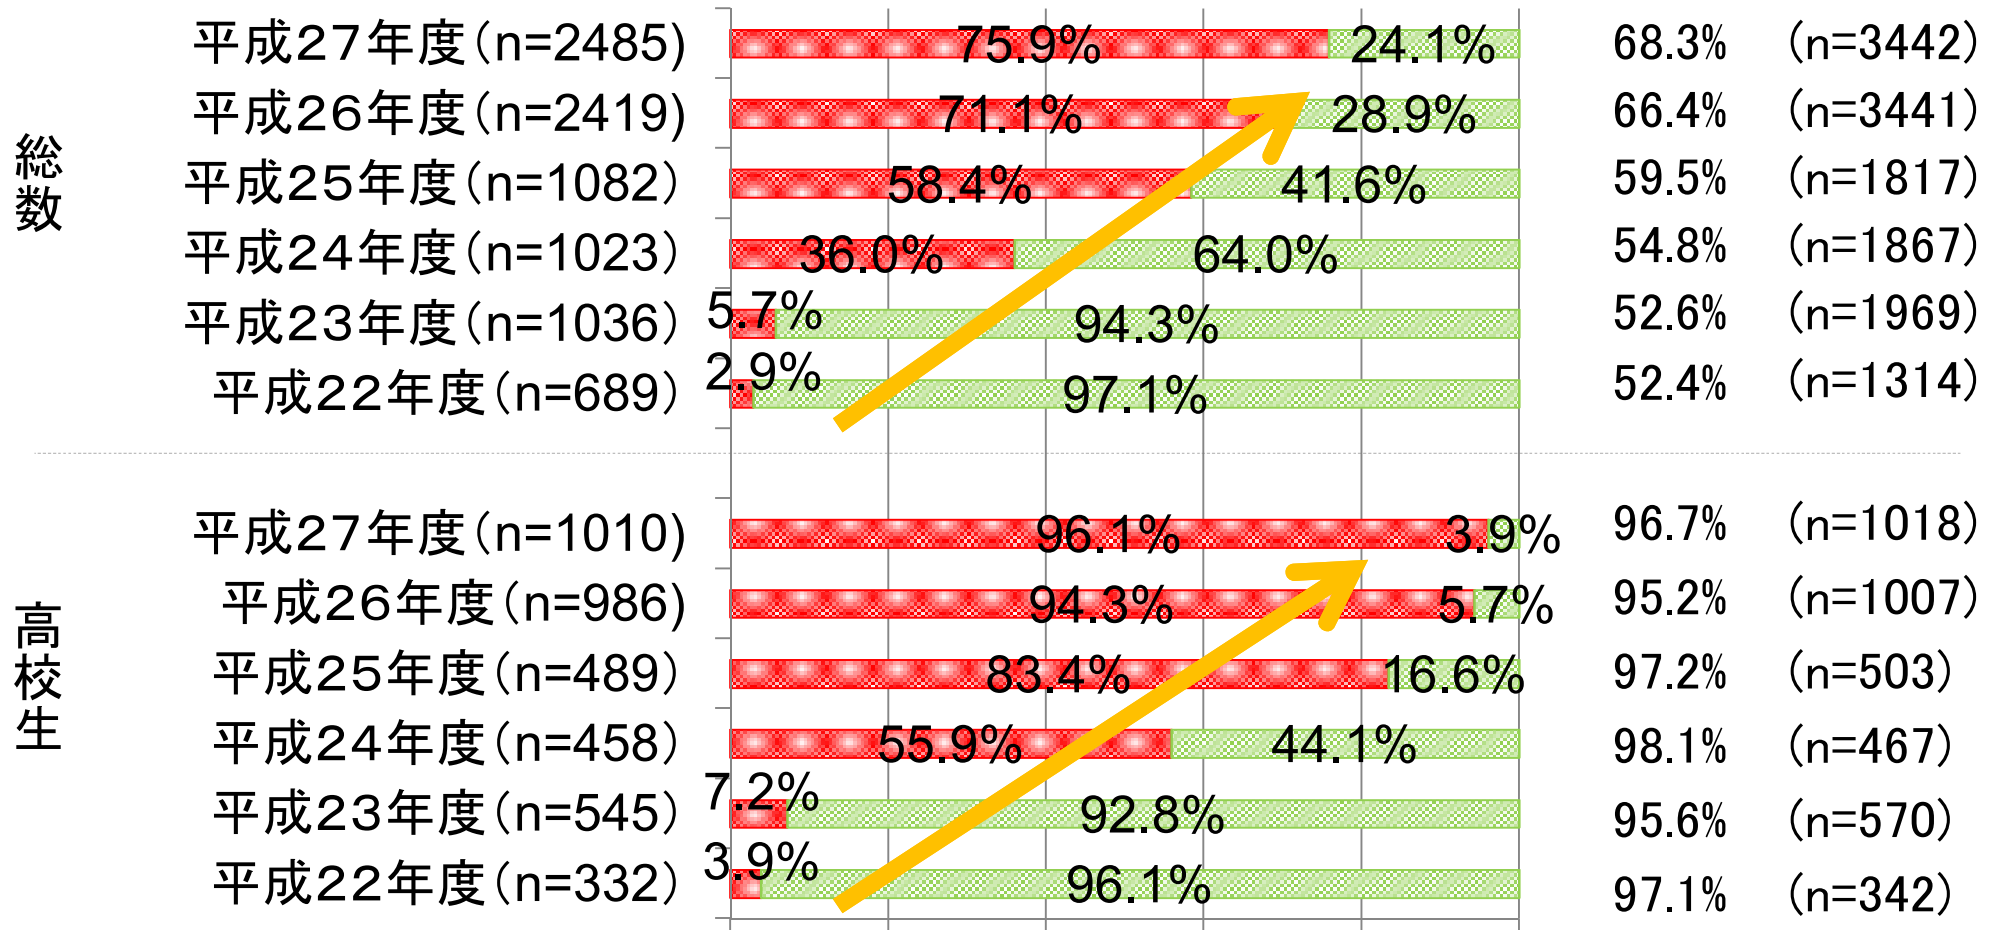 総数
平成27年度(n=2485) 75.9% 24.1% 68.3% (n=3442)
平成26年度(n=2419) 71.1% 28.9% 66.4% (n=3441)
平成25年度(n=1082) 58.4% 41.6% 59.5% (n=1817)
平成24年度(n=1023) 36.0% 64.0% 54.8% (n=1867)
平成23年度(n=1036) 5.7% 94.3% 52.6% (n=1969)
平成22年度(n=689) 2.9% 97.1% 52.4% (n=1314)
高校生
平成27年度(n=1010) 96.1% 3.9% 96.7% (n=1018)
平成26年度(n=986) 94.3% 5.7% 95.2% (n=1007)
平成25年度(n=489) 83.4% 16.6% 97.2% (n=503)
平成24年度(n=458) 55.9% 44.1% 98.1% (n=467)
平成23年度(n=545) 7.2% 92.8% 95.6% (n=570)
平成22年度(n=332) 3.9% 96.1% 97.1% (n=342)